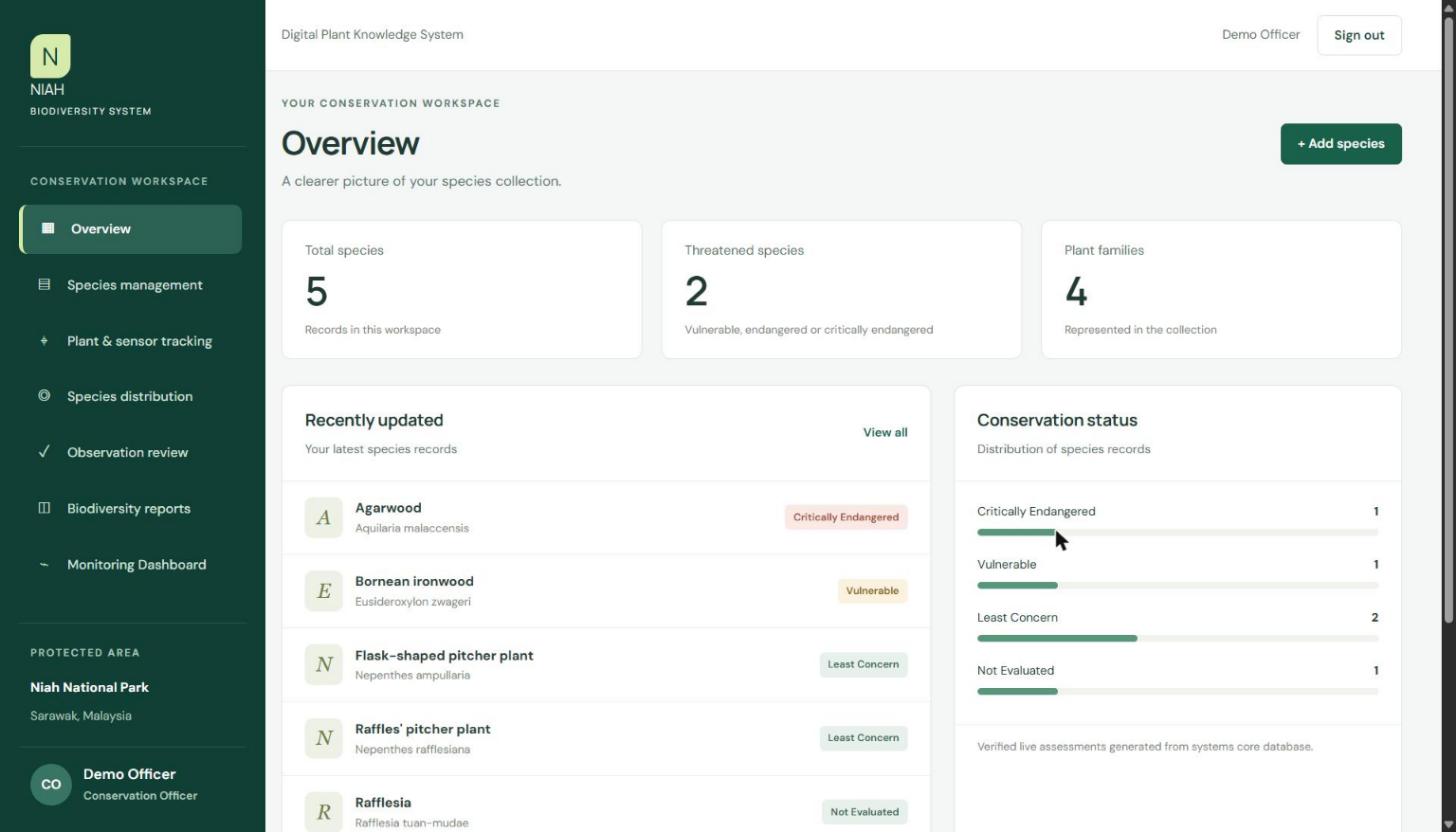 N
NIAH
BIODIVERSITY SYSTEM
CONSERVATION WORKSPACE
Overview
Species management
Plant & sensor tracking
Species distribution
Observation review
Biodiversity reports
Monitoring Dashboard
PROTECTED AREA
Niah National Park
Sarawak, Malaysia
CO
Demo Officer
Conservation Officer
Digital Plant Knowledge System
Demo Officer
Sign out
YOUR CONSERVATION WORKSPACE
Overview
+ Add species
A clearer picture of your species collection.
Total species
5
Records in this workspace
Threatened species
2
Vulnerable, endangered or critically endangered
Plant families
4
Represented in the collection
Recently updated
Your latest species records
View all
A
Agarwood
Aquilaria malaccensis
Critically Endangered
E
Bornean ironwood
Eusideroxylon zwageri
Vulnerable
N
Flask-shaped pitcher plant
Nepenthes ampullaria
Least Concern
N
Raffles' pitcher plant
Nepenthes rafflesiana
Least Concern
R
Rafflesia
Rafflesia tuan-mudae
Not Evaluated
Conservation status
Distribution of species records
Critically Endangered 1
Vulnerable 1
Least Concern 2
Not Evaluated 1
Verified live assessments generated from systems core database.